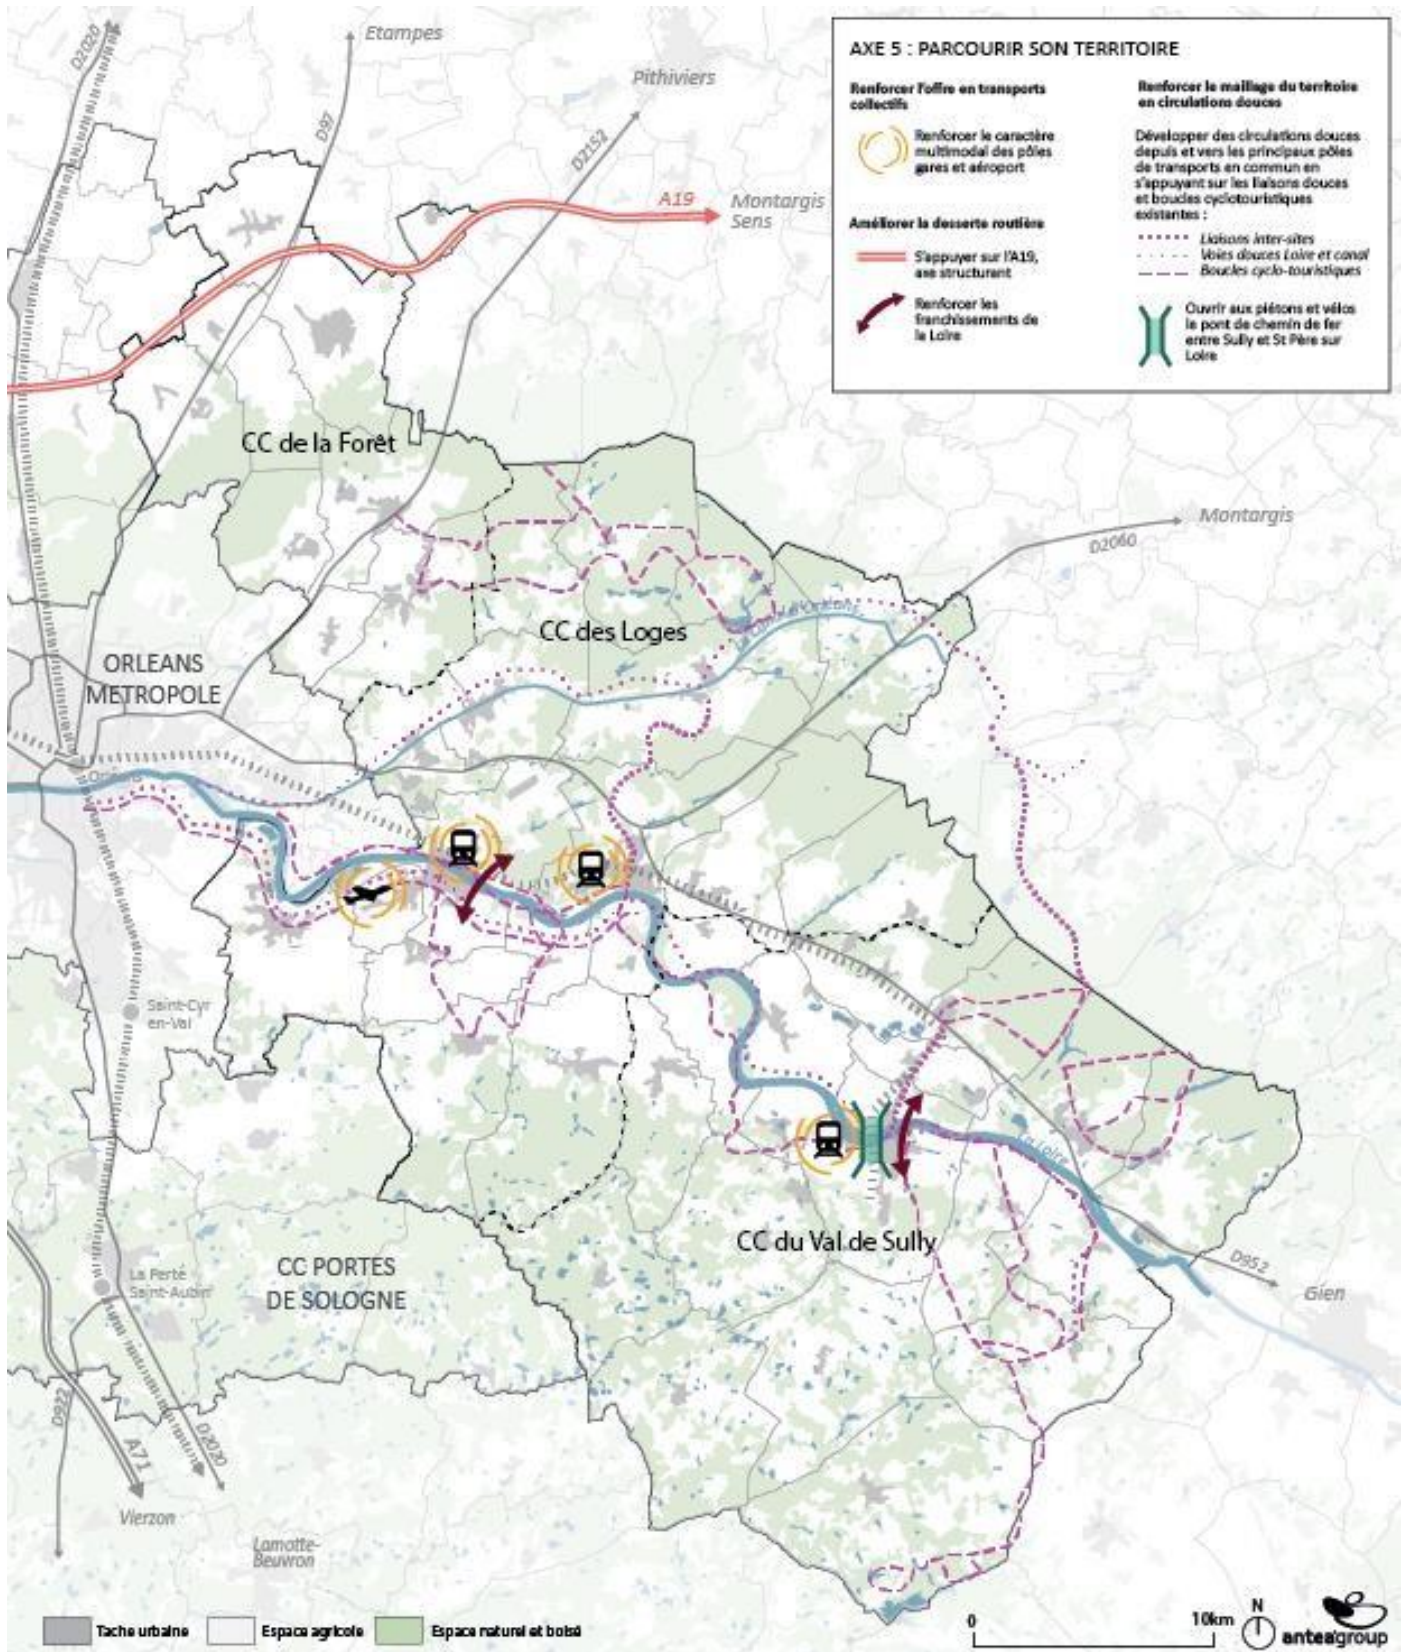 AXE 5 : PARCOURIR SON TERRITOIRE
Renforcer l'offre en transports
collectifs
Renforcer le caractère
multimodal des pôles
gares et aéroport
Améliorer la desserte routière
S'appuyer sur l'A19,
axe structurant
Renforcer les
franchissements de
la Loire
Renforcer le maillage du territoire
en circulations douces
Développer des circulations douces
depuis et vers les principaux pôles
de transports en commun en
s'appuyant sur les liaisons douces
et boucles cyclotouristiques
existantes :
Liaisons inter-sites
Voies douces Loire et canal
Boucles cyclo-touristiques
Ouvrir aux piétons et vélos
le pont de chemin de fer
entre Sully et St Père sur
Loire
D2020
Etampes
D97
Pithiviers
D2152
A19
Montargis
Sens
CC de la Forêt
Montargis
D2060
CC des Loges
Canal d'Orléans
ORLEANS
METROPOLE
Orléans
Saint-Cyr
en-Val
La Loire
CC du Val de Sully
D952
Gien
La Ferté
Saint-Aubin
CC PORTES
DE SOLOGNE
D922
A71
D2020
Vierzon
Lamotte-
Beuvron
Tache urbaine
Espace agricole
Espace naturel et boisé
0
10km
N
anteagroup